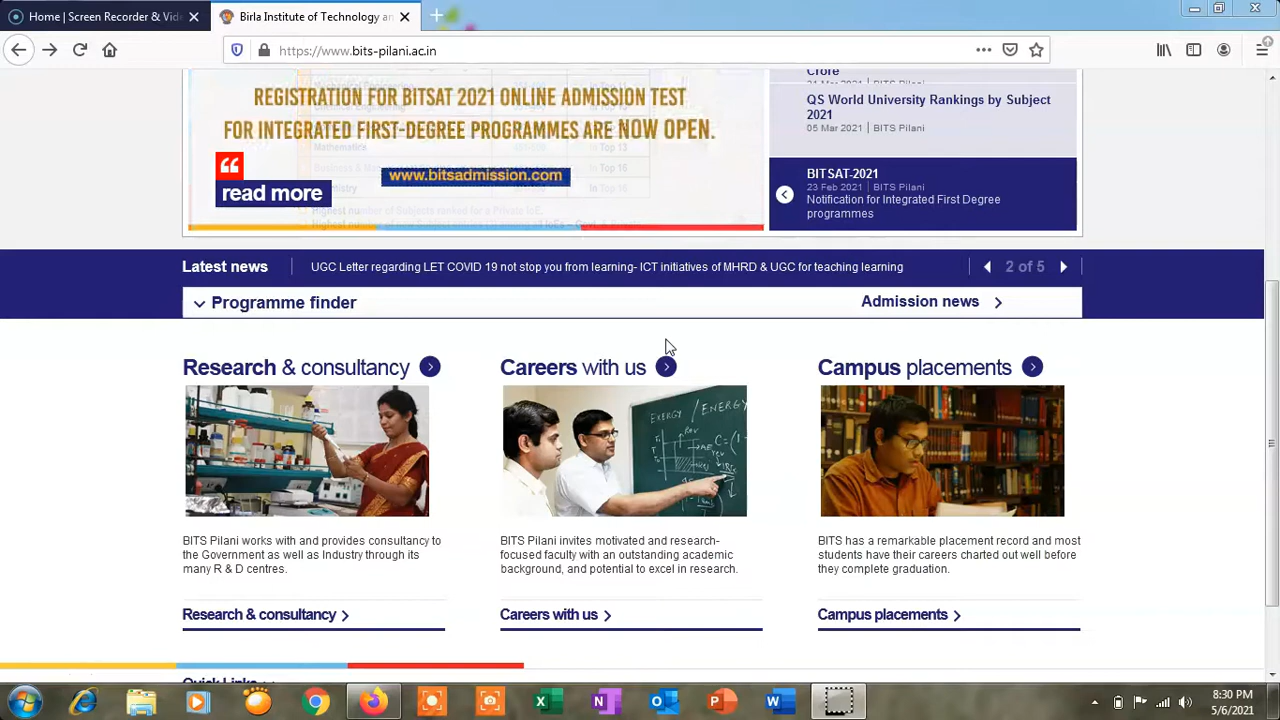 Home | Screen Recorder & Vid
Birla Institute of Technology an
https://www.bits-pilani.ac.in
REGISTRATION FOR BITSAT 2021 ONLINE ADMISSION TEST
FOR INTEGRATED FIRST-DEGREE PROGRAMMES ARE NOW OPEN.
www.bitsadmission.com
read more
Crore
QS World University Rankings by Subject
2021
05 Mar 2021 | BITS Pilani
BITSAT-2021
23 Feb 2021 | BITS Pilani
Notification for Integrated First Degree
programmes
Latest news
UGC Letter regarding LET COVID 19 not stop you from learning- ICT initiatives of MHRD & UGC for teaching learning
2 of 5
Programme finder
Admission news
Research & consultancy
Careers with us
Campus placements
EXERGY / ENERGY
BITS Pilani works with and provides consultancy to
the Government as well as Industry through its
many R & D centres.
BITS Pilani invites motivated and research-
focused faculty with an outstanding academic
background, and potential to excel in research.
BITS has a remarkable placement record and most
students have their careers charted out well before
they complete graduation.
Research & consultancy
Careers with us
Campus placements
Quick Links
8:30 PM
5/6/2021